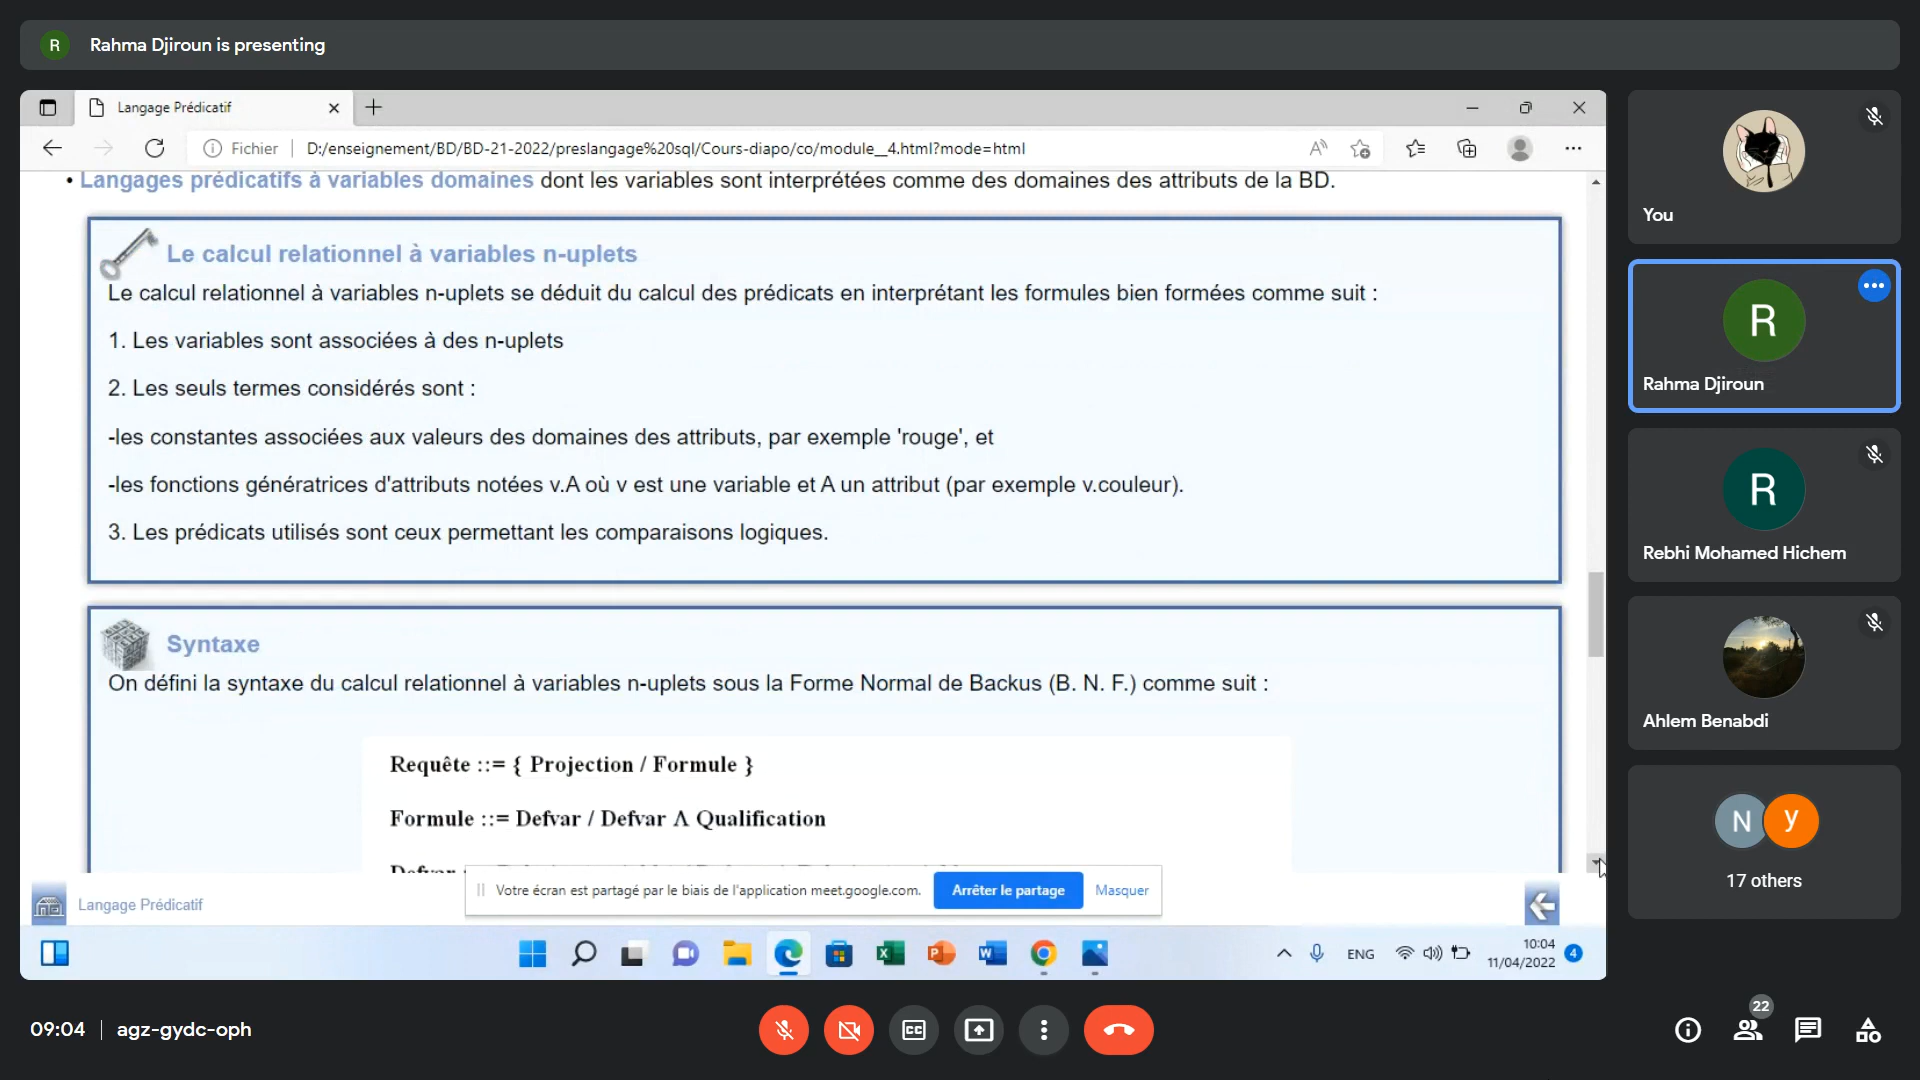 R Rahma Djiroun is presenting
Langage Prédicatif
Fichier D:/enseignement/BD/BD-21-2022/preslangage%20sql/Cours-diapo/co/module__4.html?mode=html
• Langages prédicatifs à variables domaines dont les variables sont interprétées comme des domaines des attributs de la BD.
Le calcul relationnel à variables n-uplets
Le calcul relationnel à variables n-uplets se déduit du calcul des prédicats en interprétant les formules bien formées comme suit :
1. Les variables sont associées à des n-uplets
2. Les seuls termes considérés sont :
-les constantes associées aux valeurs des domaines des attributs, par exemple 'rouge', et
-les fonctions génératrices d'attributs notées v.A où v est une variable et A un attribut (par exemple v.couleur).
3. Les prédicats utilisés sont ceux permettant les comparaisons logiques.
Syntaxe
On défini la syntaxe du calcul relationnel à variables n-uplets sous la Forme Normal de Backus (B. N. F.) comme suit :
Requête ::= { Projection / Formule }
Formule ::= Defvar / Defvar Λ Qualification
Votre écran est partagé par le biais de l'application meet.google.com. Arrêter le partage Masquer
Langage Prédicatif
ENG
10:04
11/04/2022
4
You
R
Rahma Djiroun
R
Rebhi Mohamed Hichem
Ahlem Benabdi
N y
17 others
09:04 | agz-gydc-oph
CC
22